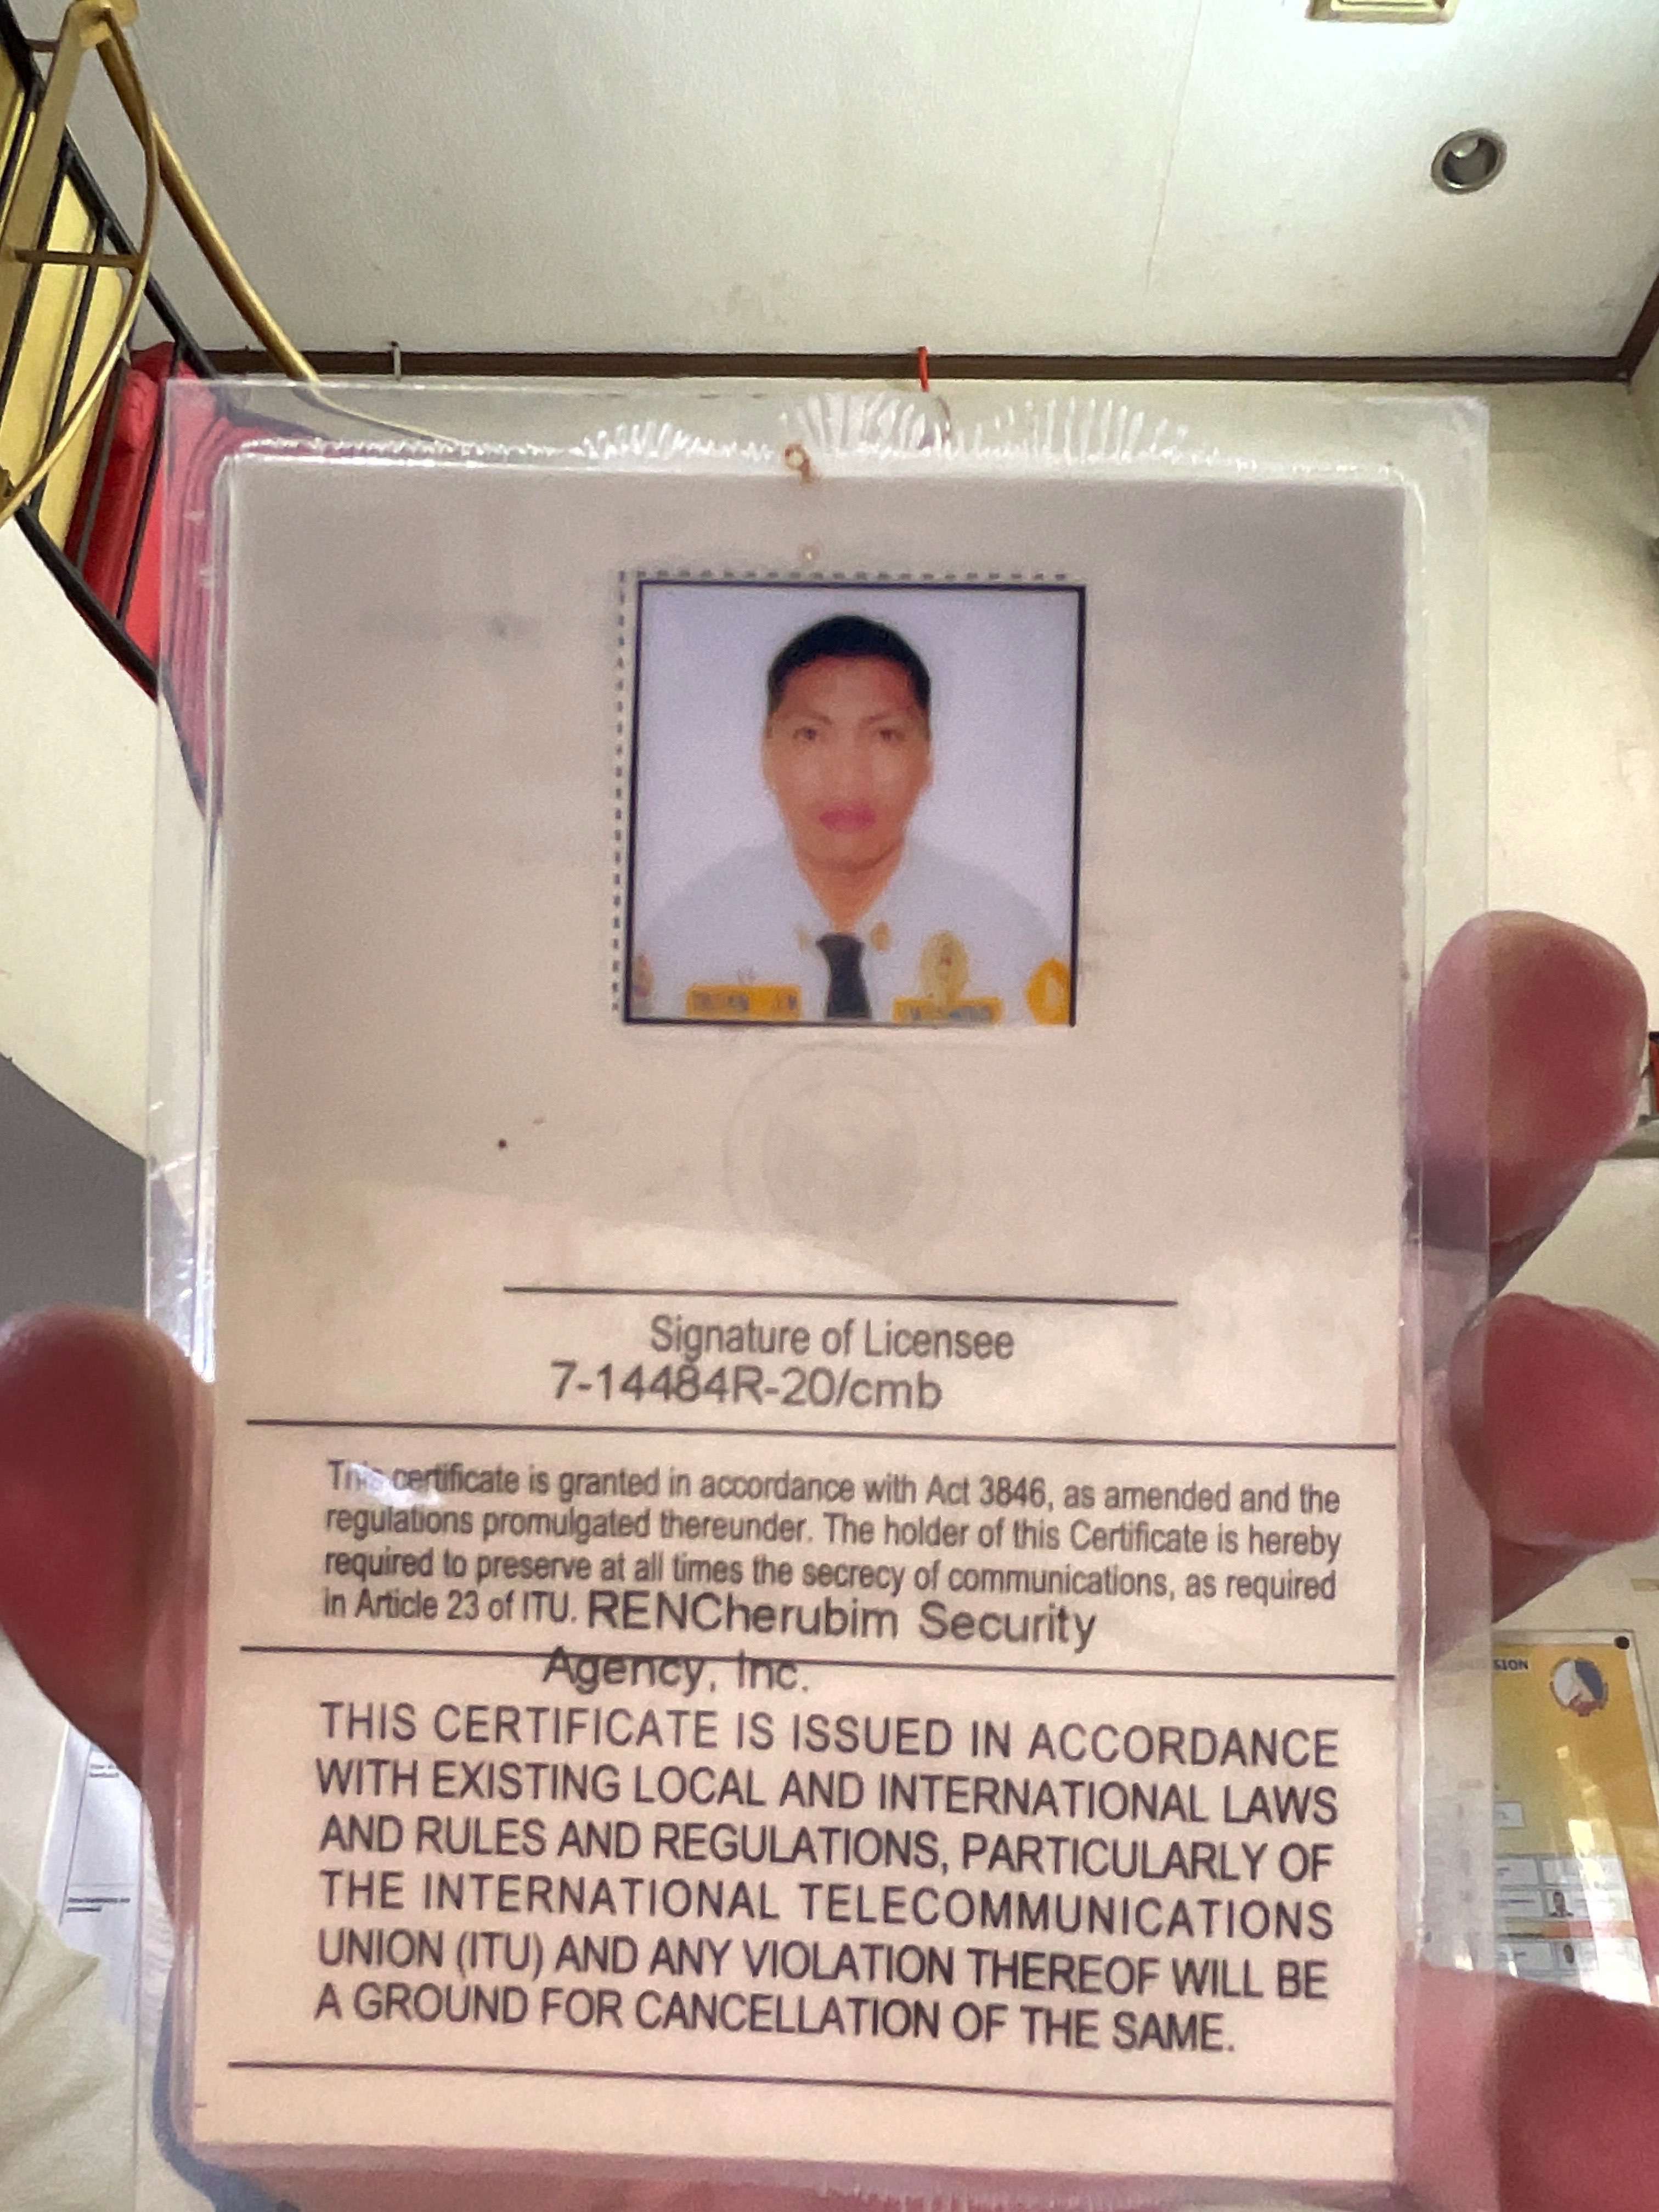 Signature of Licensee
7-14484R-20/cmb
This certificate is granted in accordance with Act 3846, as amended and the
regulations promulgated thereunder. The holder of this Certificate is hereby
required to preserve at all times the secrecy of communications, as required
in Article 23 of ITU. RENCherubim Security
Agency, Inc.
THIS CERTIFICATE IS ISSUED IN ACCORDANCE
WITH EXISTING LOCAL AND INTERNATIONAL LAWS
AND RULES AND REGULATIONS, PARTICULARLY OF
THE INTERNATIONAL TELECOMMUNICATIONS
UNION (ITU) AND ANY VIOLATION THEREOF WILL BE
A GROUND FOR CANCELLATION OF THE SAME.